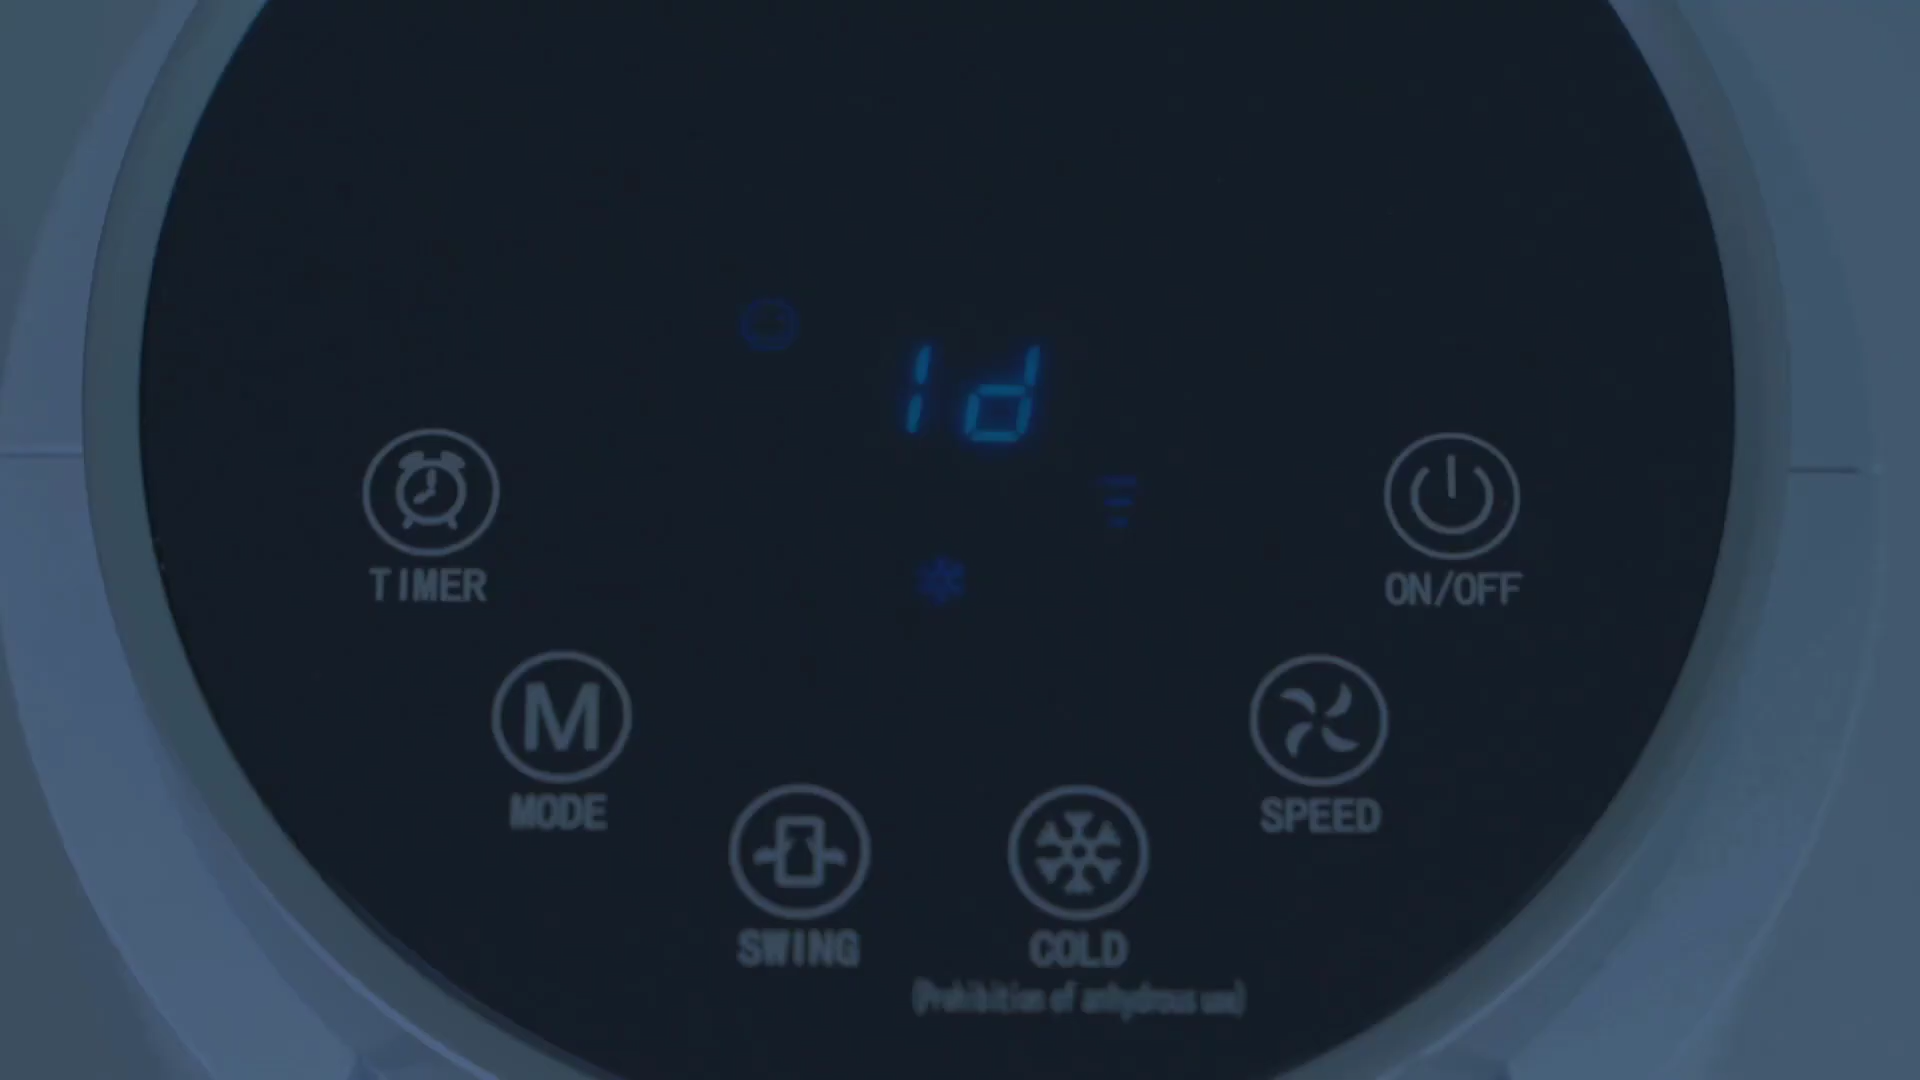 1d
TIMER
ON/OFF
M
MODE
SPEED
SWING
COLD
(Prohibition of anhydrous use)